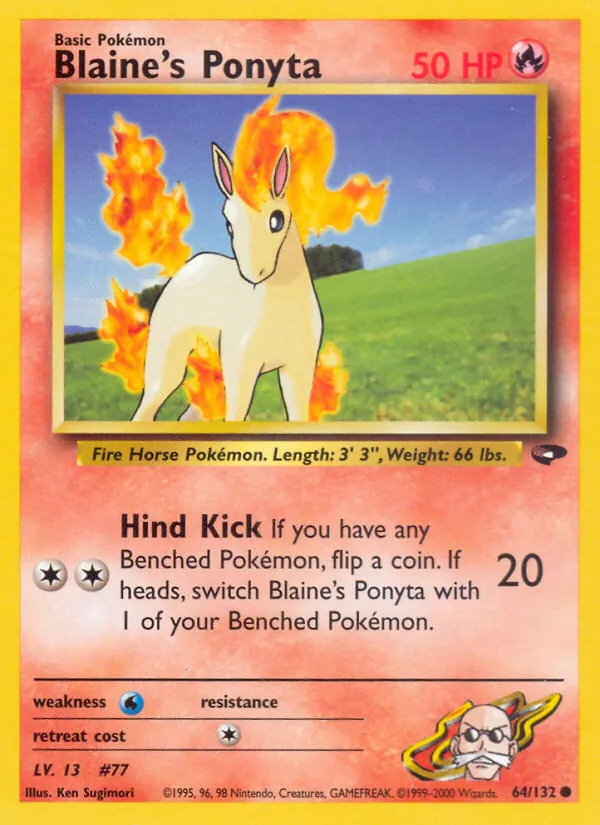 Basic Pokémon
Blaine's Ponyta
50 HP
Fire Horse Pokémon. Length: 3' 3", Weight: 66 lbs.
Hind Kick If you have any
Benched Pokémon, flip a coin. If
heads, switch Blaine's Ponyta with
1 of your Benched Pokémon.
20
weakness
resistance
retreat cost
LV. 13 #77
Illus. Ken Sugimori
©1995, 96, 98 Nintendo, Creatures, GAMEFREAK. ©1999-2000 Wizards.
64/132